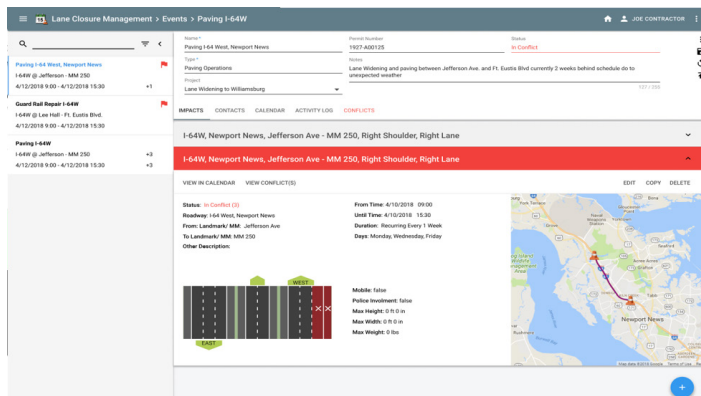 Lane Closure Management > Events > Paving I-64W
JOE CONTRACTOR
Paving I-64 West, Newport News
I-64W @ Jefferson - MM 250
4/12/2018 9:00 - 4/12/2018 15:30 +1
Guard Rail Repair I-64W
I-64W @ Lee Hall - Ft. Eustis Blvd.
4/12/2018 9:00 - 4/12/2018 15:30
Paving I-64W
I-64W @ Jefferson - MM 250 +3
4/12/2018 9:00 - 4/12/2018 15:30 +3
Name*
Paving I-64 West, Newport News
Permit Number
1927-A00125
Status
In Conflict
Type*
Paving Operations
Notes
Lane Widening and paving between Jefferson Ave. and Ft. Eustis Blvd currently 2 weeks behind schedule do to
unexpected weather
Project
Lane Widening to Williamsburg
IMPACTS CONTACTS CALENDAR ACTIVITY LOG CONFLICTS
I-64W, Newport News, Jefferson Ave - MM 250, Right Shoulder, Right Lane
I-64W, Newport News, Jefferson Ave - MM 250, Right Shoulder, Right Lane
VIEW IN CALENDAR VIEW CONFLICT(S) EDIT COPY DELETE
Status: In Conflict (3)
Roadway: I-64 West, Newport News
From: Landmark/ MM: Jefferson Ave
To Landmark/ MM: MM 250
Other Description:
From Time: 4/10/2018 09:00
Until Time: 4/10/2018 15:30
Duration: Recurring Every 1 Week
Days: Monday, Wednesday, Friday
WEST
EAST
Mobile: false
Police Involment: false
Max Height: 0 ft 0 in
Max Width: 0 ft 0 in
Max Weight: 0 lbs
Seaford
Grafton
Tabb
Newport News
Rushmere